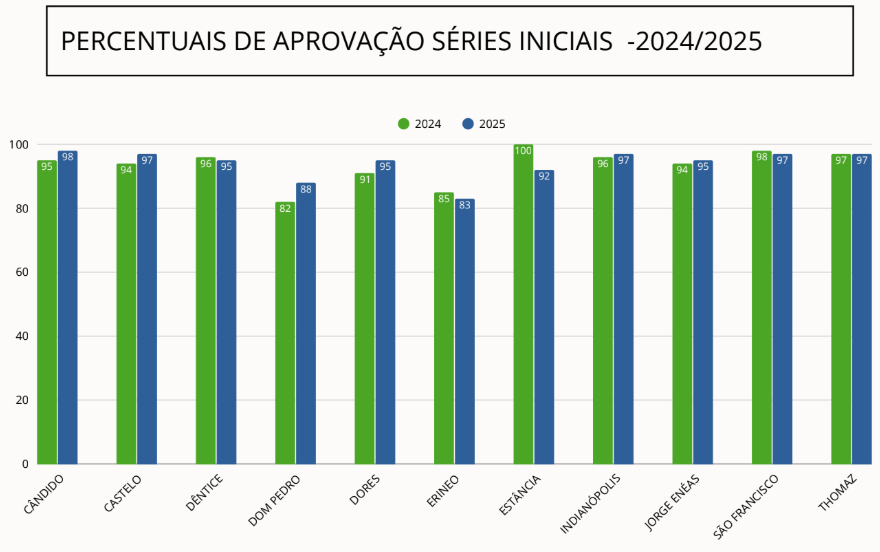 PERCENTUAIS DE APROVAÇÃO SÉRIES INICIAIS -2024/2025
2024 2025
100
80
60
40
20
0
95 98 94 97 96 95 82 88 91 95 85 83 100 92 96 97 94 95 98 97 97 97
CÂNDIDO CASTELO DÊNTICE DOM PEDRO DORES ERINEO ESTÂNCIA INDIANÓPOLIS JORGE ENÉAS SÃO FRANCISCO THOMAZ